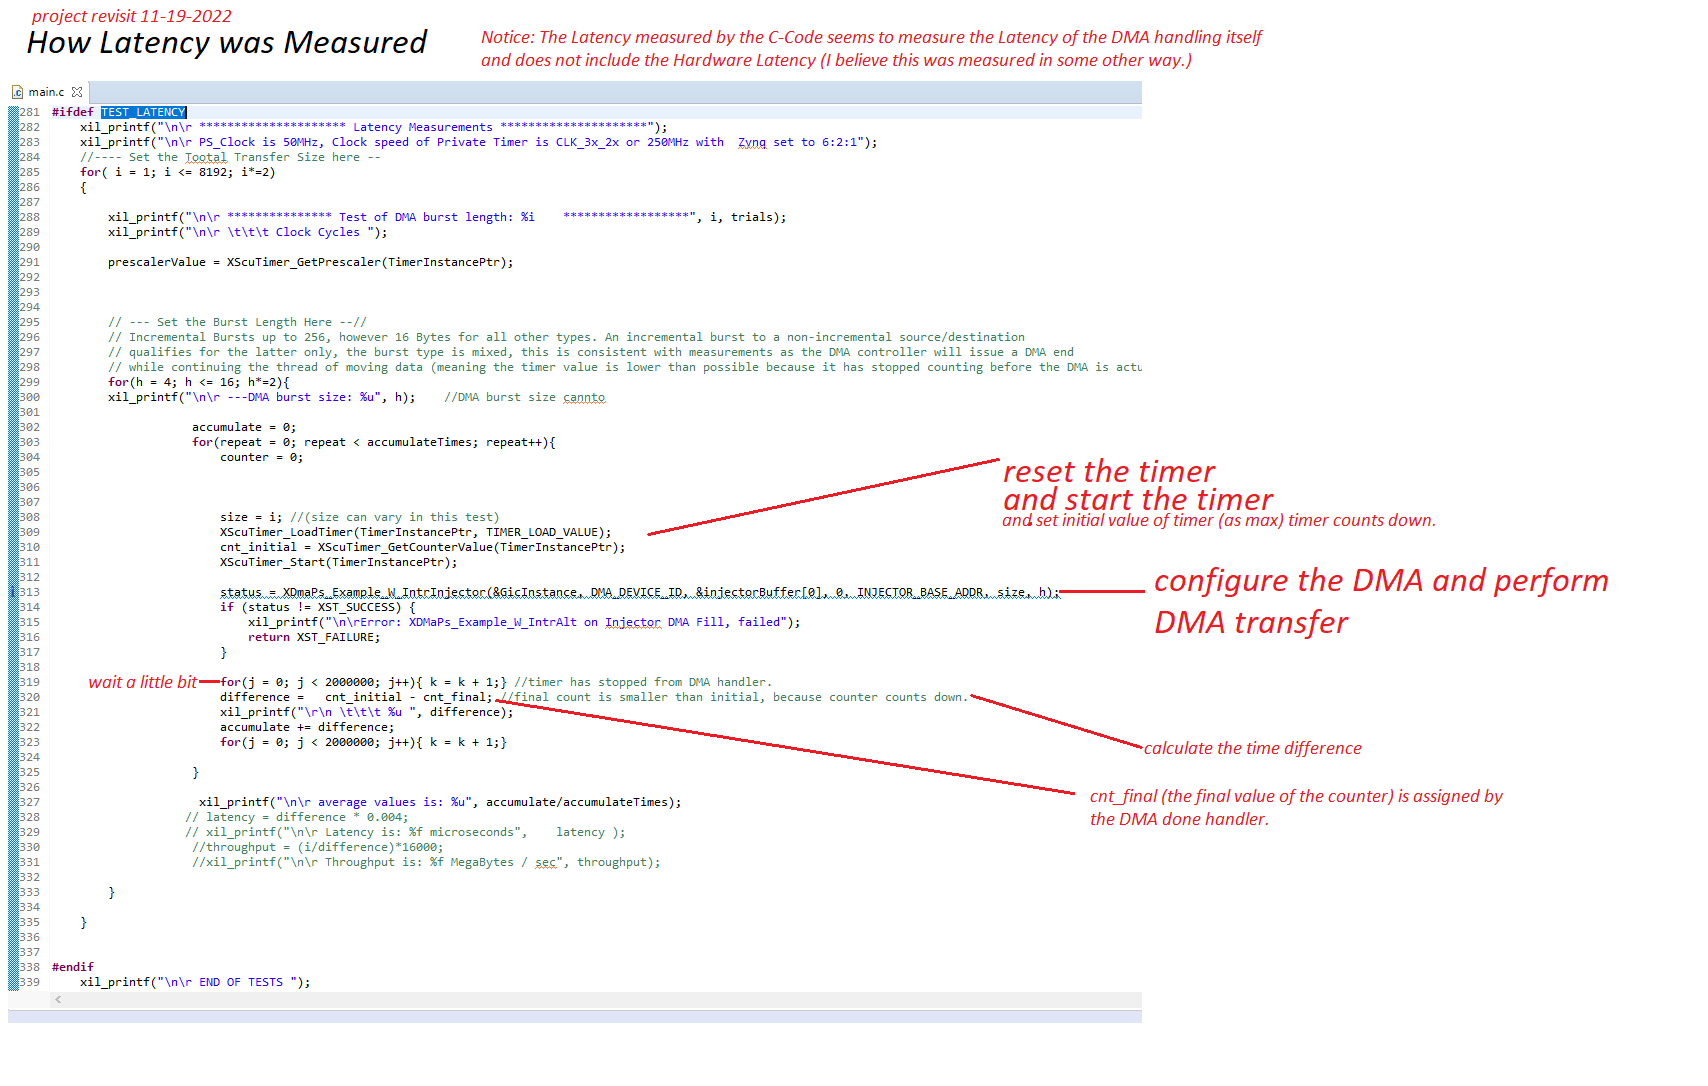 project revisit 11-19-2022
How Latency was Measured
Notice: The Latency measured by the C-Code seems to measure the Latency of the DMA handling itself
and does not include the Hardware Latency (I believe this was measured in some other way.)
main.c
281 #ifdef TEST_LATENCY
282 xil_printf("\n\r ********************* Latency Measurements *********************");
283 xil_printf("\n\r PS_Clock is 50MHz, Clock speed of Private Timer is CLK_3x_2x or 250MHz with  Zynq set to 6:2:1");
284 //---- Set the Tootal Transfer Size here --
285 for( i = 1; i <= 8192; i*=2)
286 {
287
288 xil_printf("\n\r *************** Test of DMA burst length: %i    ******************", i, trials);
289 xil_printf("\n\r \t\t\t Clock Cycles ");
290
291 prescalerValue = XScuTimer_GetPrescaler(TimerInstancePtr);
292
293
294
295 // --- Set the Burst Length Here --//
296 // Incremental Bursts up to 256, however 16 Bytes for all other types. An incremental burst to a non-incremental source/destination
297 // qualifies for the latter only, the burst type is mixed, this is consistent with measurements as the DMA controller will issue a DMA end
298 // while continuing the thread of moving data (meaning the timer value is lower than possible because it has stopped counting before the DMA is actu
299 for(h = 4; h <= 16; h*=2){
300 xil_printf("\n\r ---DMA burst size: %u", h);    //DMA burst size cannto
301
302 accumulate = 0;
303 for(repeat = 0; repeat < accumulateTimes; repeat++){
304 counter = 0;
305
306
307
reset the timer
and start the timer
and set initial value of timer (as max) timer counts down.
308 size = i; //(size can vary in this test)
309 XScuTimer_LoadTimer(TimerInstancePtr, TIMER_LOAD_VALUE);
310 cnt_initial = XScuTimer_GetCounterValue(TimerInstancePtr);
311 XScuTimer_Start(TimerInstancePtr);
312
313 status = XDmaPs_Example_W_IntrInjector(&GicInstance, DMA_DEVICE_ID, &injectorBuffer[0], 0, INJECTOR_BASE_ADDR, size, h);
configure the DMA and perform
DMA transfer
314 if (status != XST_SUCCESS) {
315 xil_printf("\n\rError: XDMaPs_Example_W_IntrAlt on Injector DMA Fill, failed");
316 return XST_FAILURE;
317 }
318
wait a little bit
319 for(j = 0; j < 2000000; j++){ k = k + 1;} //timer has stopped from DMA handler.
320 difference =   cnt_initial - cnt_final; //final count is smaller than initial, because counter counts down.
321 xil_printf("\r\n \t\t\t %u ", difference);
322 accumulate += difference;
323 for(j = 0; j < 2000000; j++){ k = k + 1;}
calculate the time difference
324
325 }
326
cnt_final (the final value of the counter) is assigned by
the DMA done handler.
327 xil_printf("\n\r average values is: %u", accumulate/accumulateTimes);
328 // latency = difference * 0.004;
329 // xil_printf("\n\r Latency is: %f microseconds",    latency );
330 //throughput = (i/difference)*16000;
331 //xil_printf("\n\r Throughput is: %f MegaBytes / sec", throughput);
332
333 }
334
335 }
336
337
338 #endif
339 xil_printf("\n\r END OF TESTS ");